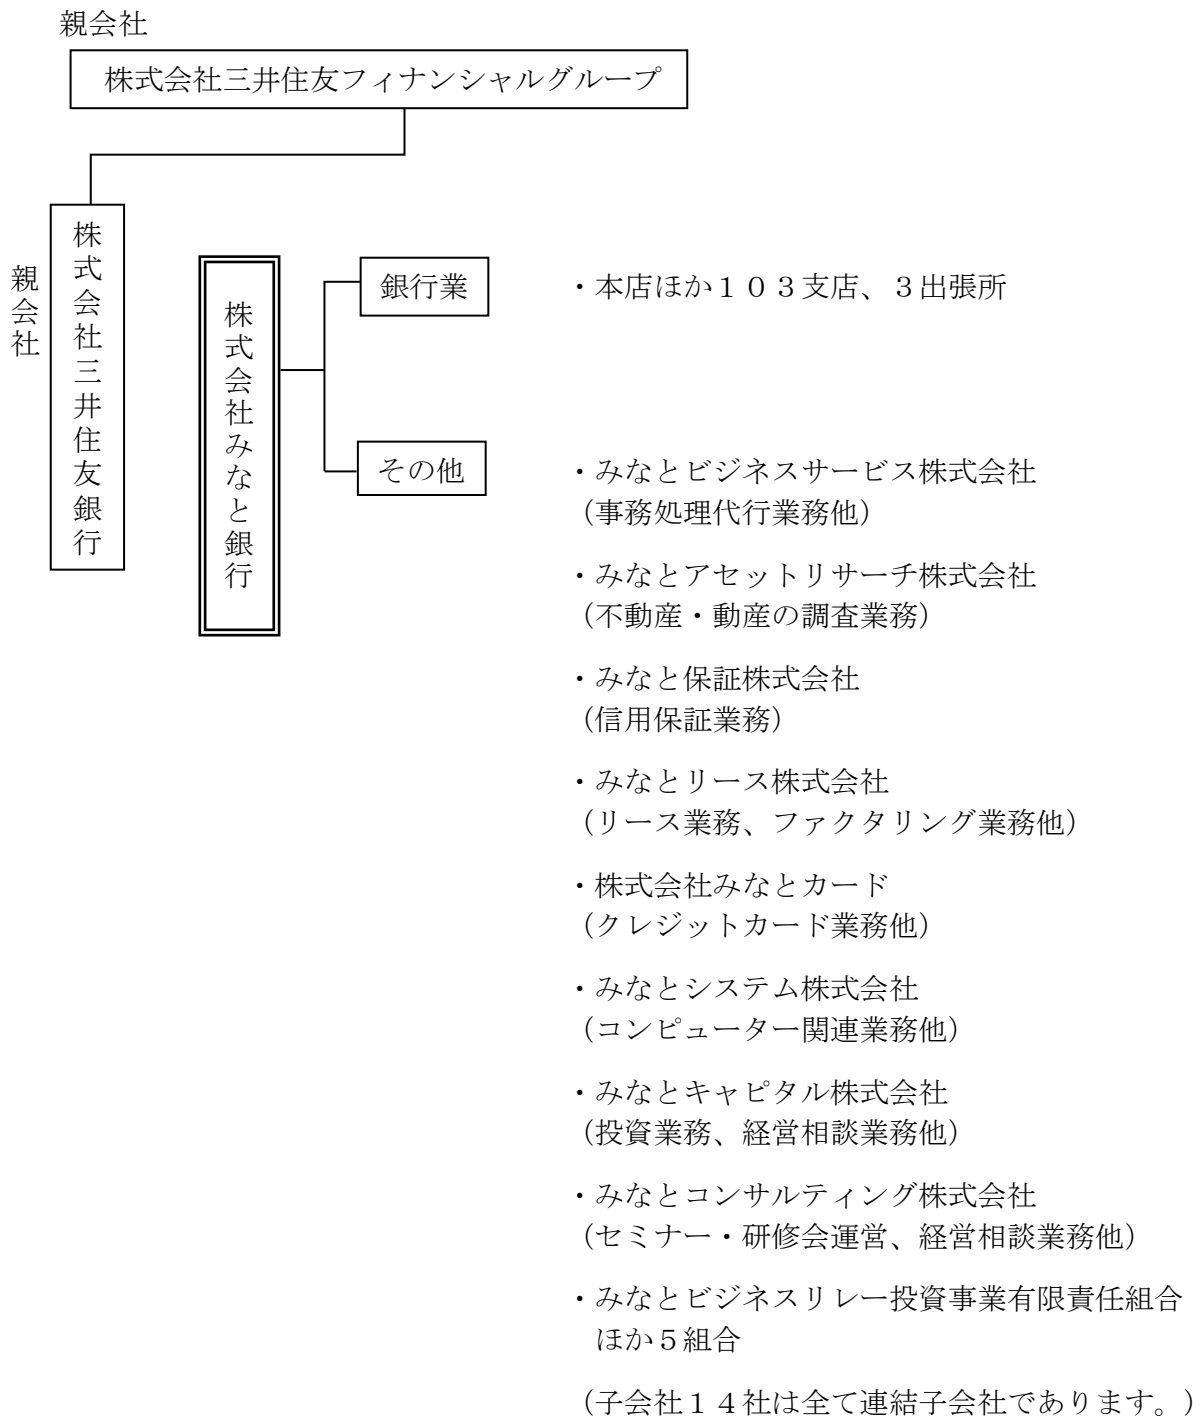 親会社
株式会社三井住友フィナンシャルグループ
親会社
株式会社三井住友銀行
株式会社みなと銀行
銀行業
・本店ほか１０３支店、３出張所
その他
・みなとビジネスサービス株式会社
（事務処理代行業務他）
・みなとアセットリサーチ株式会社
（不動産・動産の調査業務）
・みなと保証株式会社
（信用保証業務）
・みなとリース株式会社
（リース業務、ファクタリング業務他）
・株式会社みなとカード
（クレジットカード業務他）
・みなとシステム株式会社
（コンピューター関連業務他）
・みなとキャピタル株式会社
（投資業務、経営相談業務他）
・みなとコンサルティング株式会社
（セミナー・研修会運営、経営相談業務他）
・みなとビジネスリレー投資事業有限責任組合
ほか５組合
（子会社１４社は全て連結子会社であります。）